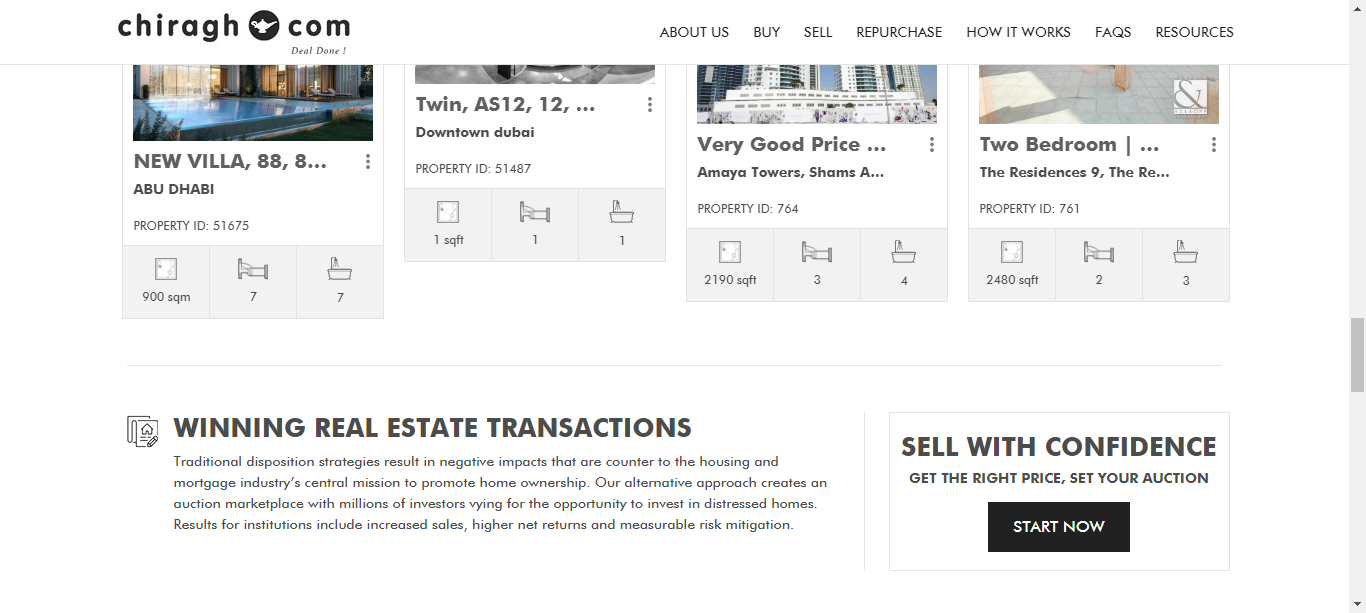 chiragh com
Deal Done !
ABOUT US BUY SELL REPURCHASE HOW IT WORKS FAQS RESOURCES
NEW VILLA, 88, 8...
ABU DHABI
PROPERTY ID: 51675
900 sqm 7 7
Twin, AS12, 12, ...
Downtown dubai
PROPERTY ID: 51487
1 sqft 1 1
Very Good Price ...
Amaya Towers, Shams A...
PROPERTY ID: 764
2190 sqft 3 4
&
Two Bedroom | ...
The Residences 9, The Re...
PROPERTY ID: 761
2480 sqft 2 3
WINNING REAL ESTATE TRANSACTIONS
Traditional disposition strategies result in negative impacts that are counter to the housing and
mortgage industry’s central mission to promote home ownership. Our alternative approach creates an
auction marketplace with millions of investors vying for the opportunity to invest in distressed homes.
Results for institutions include increased sales, higher net returns and measurable risk mitigation.
SELL WITH CONFIDENCE
GET THE RIGHT PRICE, SET YOUR AUCTION
START NOW